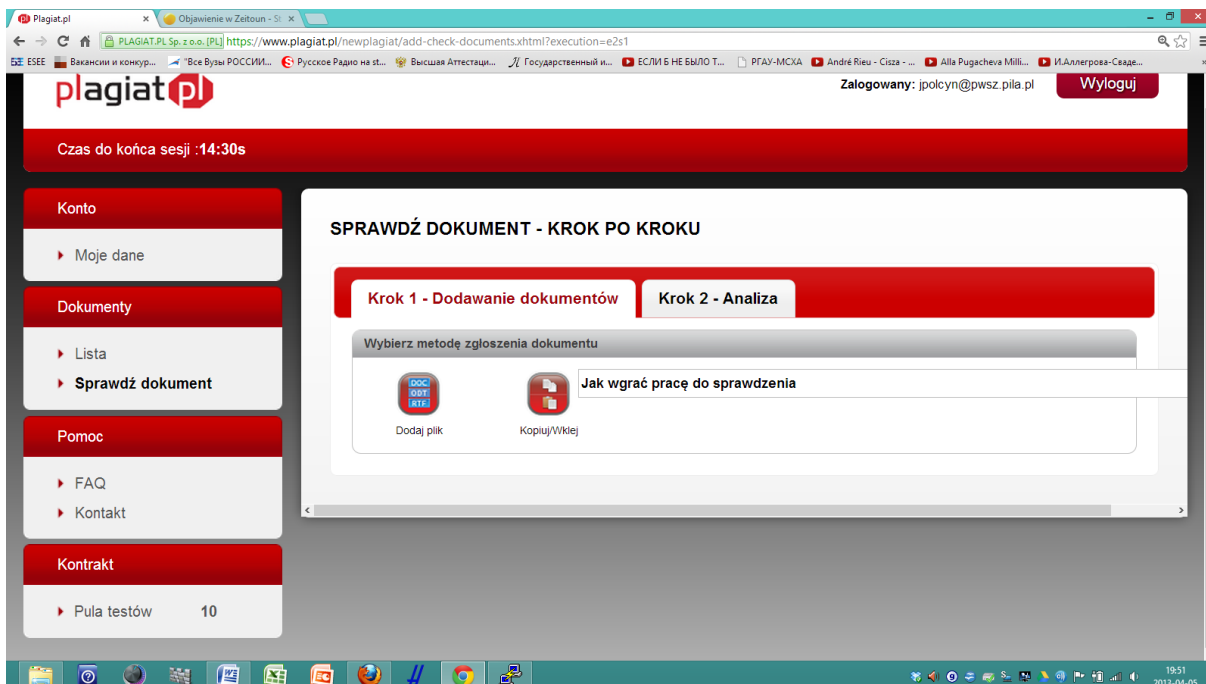 Plagiat.pl
Objawienie w Zeitoun - St
PLAGIAT.PL Sp. z o.o. [PL] https://www.plagiat.pl/newplagiat/add-check-documents.xhtml?execution=e2s1
ESEE Вакансии и конкур... "Все Вузы РОССИИ... Русское Радио на st... Высшая Аттестаци... Государственный и... ЕСЛИ Б НЕ БЫЛО Т... РГАУ-МСХА André Rieu - Cisza - ... Alla Pugacheva Milli... И.Аллегрова-Сваде...
plagiat pl
Zalogowany: jpolcyn@pwsz.pila.pl
Wyloguj
Czas do końca sesji :14:30s
Konto
Moje dane
Dokumenty
Lista
Sprawdź dokument
Pomoc
FAQ
Kontakt
Kontrakt
Pula testów 10
SPRAWDŹ DOKUMENT - KROK PO KROKU
Krok 1 - Dodawanie dokumentów
Krok 2 - Analiza
Wybierz metodę zgłoszenia dokumentu
DOC
ODT
RTF
Dodaj plik
Kopiuj/Wklej
Jak wgrać pracę do sprawdzenia
19:51
2013-04-05